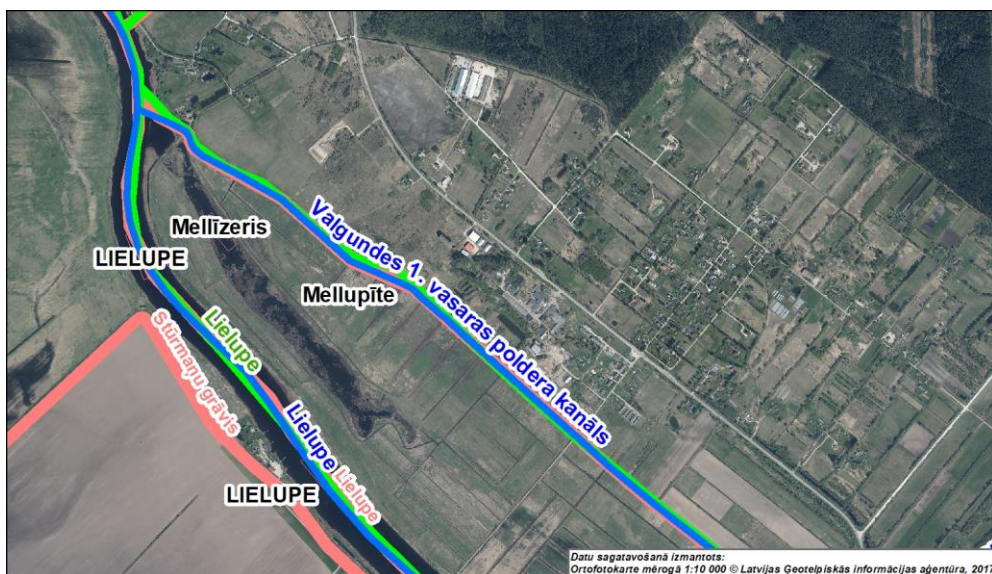 Mellīzeris
Valgundes 1. vasaras poldera kanāls
LIELUPE
Mellupīte
Lielupe
Stūrmaņu grāvis
Lielupe
Lielupe
LIELUPE
Datu sagatavošanā izmantots:
Ortofotokarte mērogā 1:10 000 © Latvijas Ģeotelpiskās informācijas aģentūra, 2017